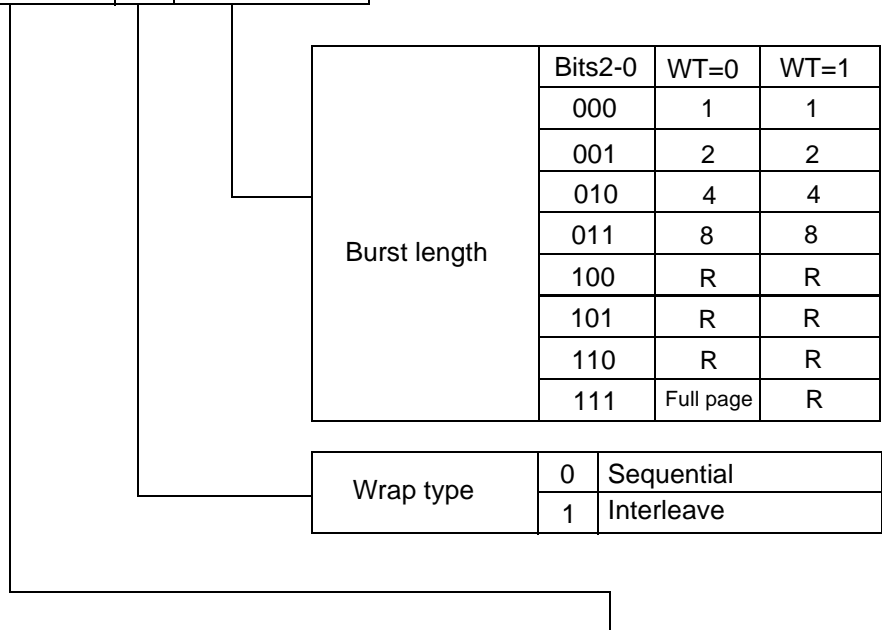 Bits2-0 WT=0 WT=1
000 1 1
001 2 2
010 4 4
011 8 8
Burst length
100 R R
101 R R
110 R R
111 Full page R
Wrap type
0 Sequential
1 Interleave